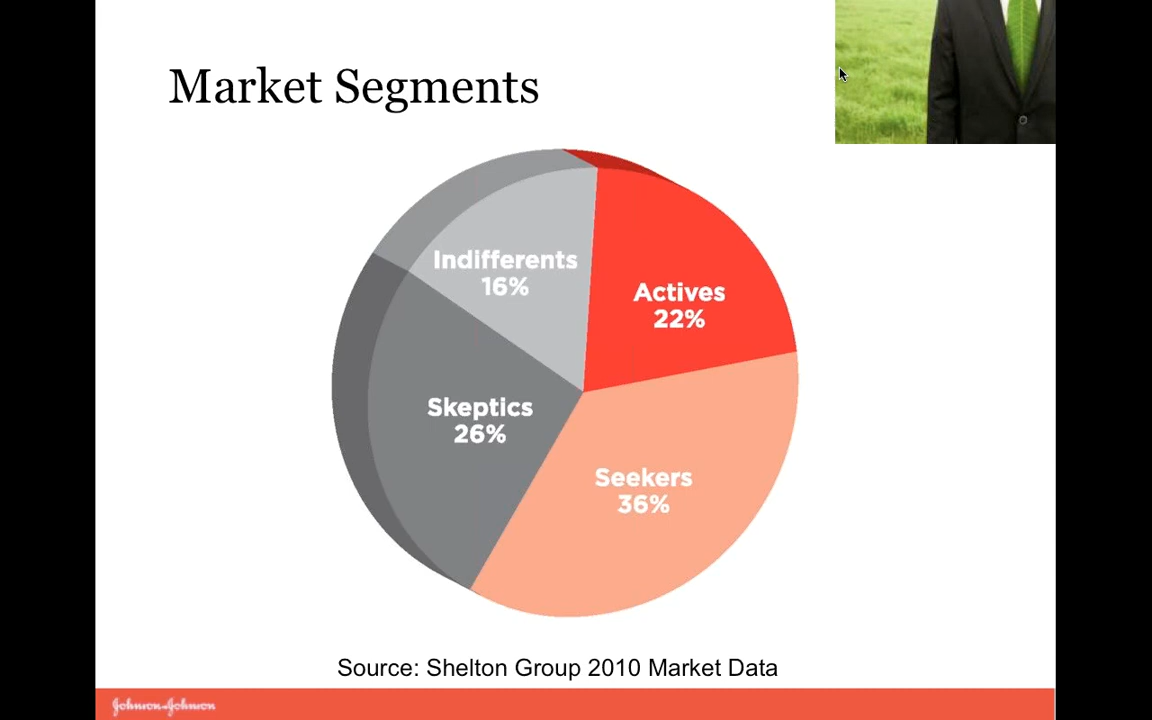 Market Segments
Indifferents
16%
Actives
22%
Skeptics
26%
Seekers
36%
Source: Shelton Group 2010 Market Data
Johnson & Johnson